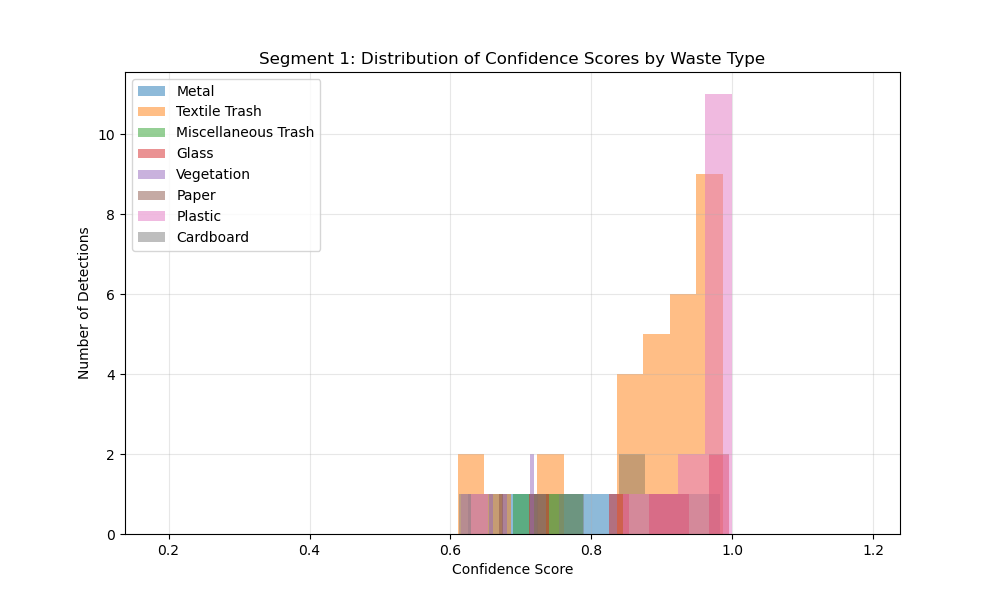 Segment 1: Distribution of Confidence Scores by Waste Type
Metal
Textile Trash
Miscellaneous Trash
Glass
Vegetation
Paper
Plastic
Cardboard
Number of Detections
10
8
6
4
2
0
0.2 0.4 0.6 0.8 1.0 1.2
Confidence Score